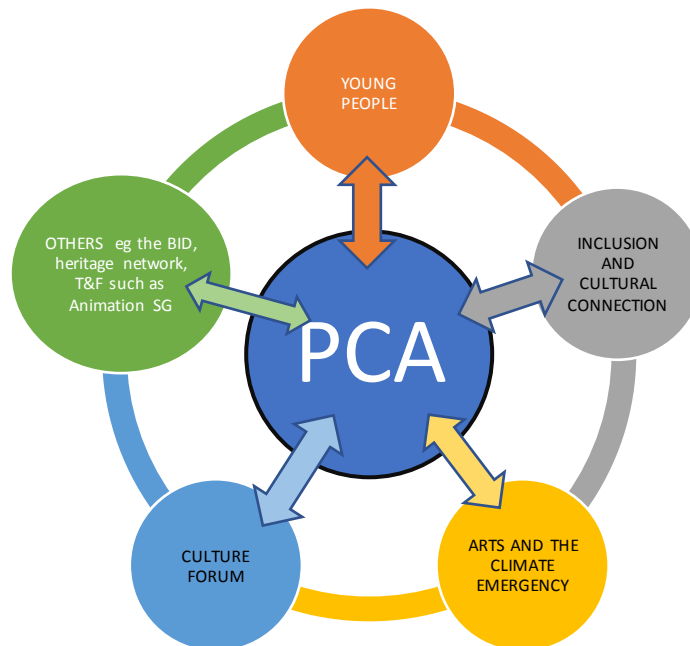 YOUNG
PEOPLE
INCLUSION
AND
CULTURAL
CONNECTION
OTHERS eg the BID,
heritage network,
T&F such as
Animation SG
PCA
ARTS AND THE
CLIMATE
EMERGENCY
CULTURE
FORUM